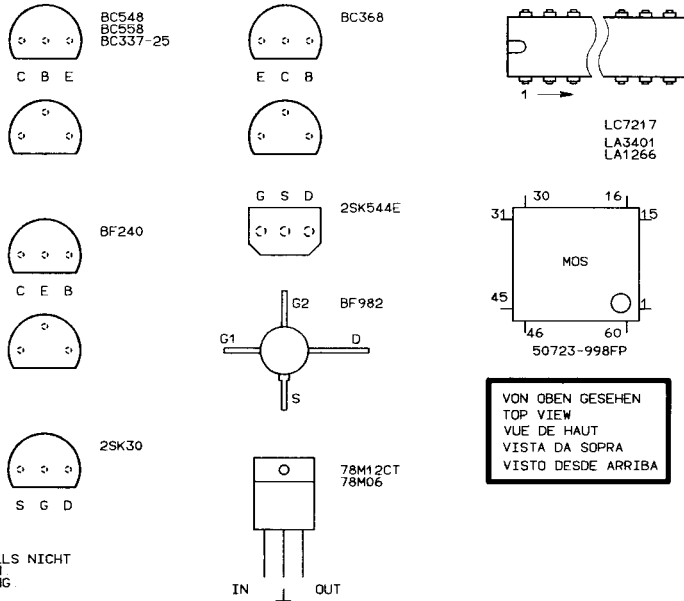 BC548
BC558
BC337-25
C B E
BC368
E C B
1
LC7217
LA3401
LA1266
BF240
C E B
G S D
2SK544E
G2
BF982
G1
D
S
30
16
31
15
MOS
45
1
46
60
50723-998FP
VON OBEN GESEHEN
TOP VIEW
VUE DE HAUT
VISTA DA SOPRA
VISTO DESDE ARRIBA
2SK30
S G D
78M12CT
78M06
IN
OUT
LS NICHT
G